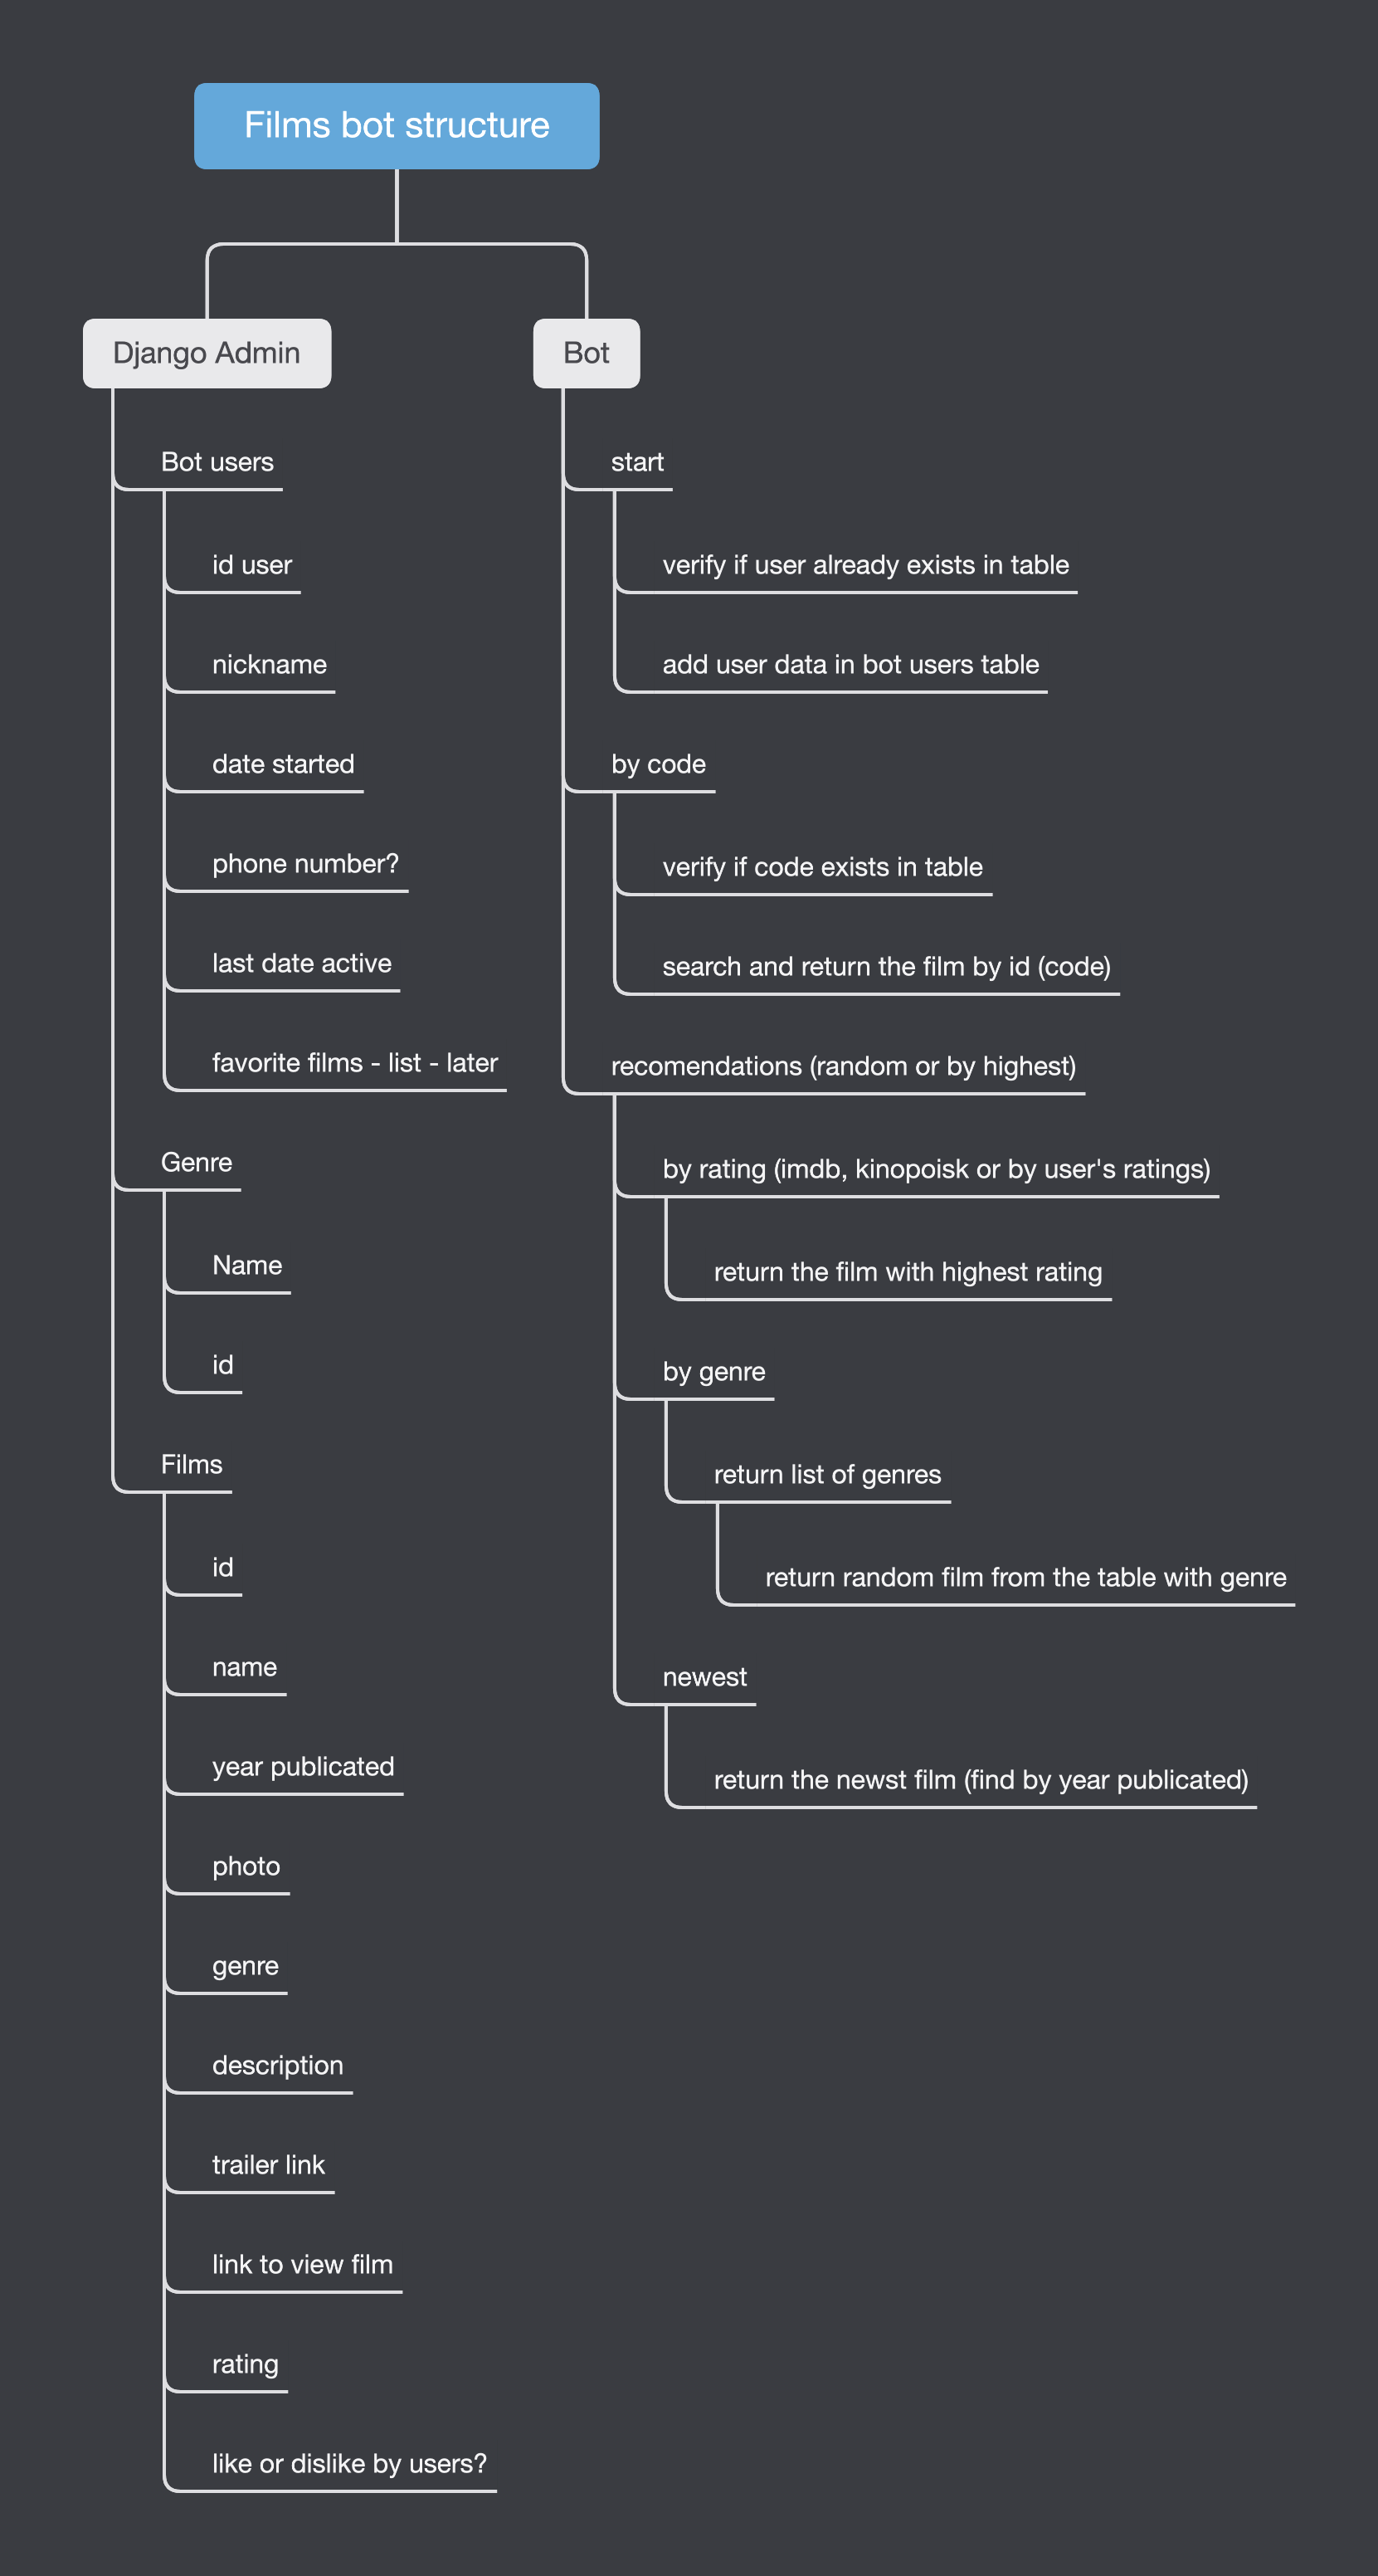 Films bot structure
Django Admin
Bot users
id user
nickname
date started
phone number?
last date active
favorite films - list - later
Genre
Name
id
Films
id
name
year publicated
photo
genre
description
trailer link
link to view film
rating
like or dislike by users?
Bot
start
verify if user already exists in table
add user data in bot users table
by code
verify if code exists in table
search and return the film by id (code)
recomendations (random or by highest)
by rating (imdb, kinopoisk or by user's ratings)
return the film with highest rating
by genre
return list of genres
return random film from the table with genre
newest
return the newst film (find by year publicated)